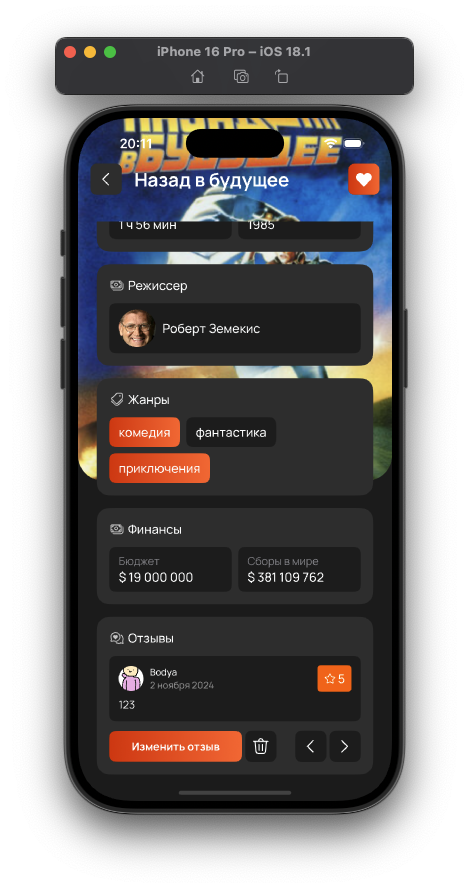 iPhone 16 Pro – iOS 18.1
НАЗАД
В БУДУЩЕЕ
20:11
Назад в будущее
1 ч 56 мин
1985
Режиссер
Роберт Земекис
Жанры
комедия
фантастика
приключения
Финансы
Бюджет
Сборы в мире
$ 19 000 000
$ 381 109 762
Отзывы
Bodya
2 ноября 2024
5
123
Изменить отзыв